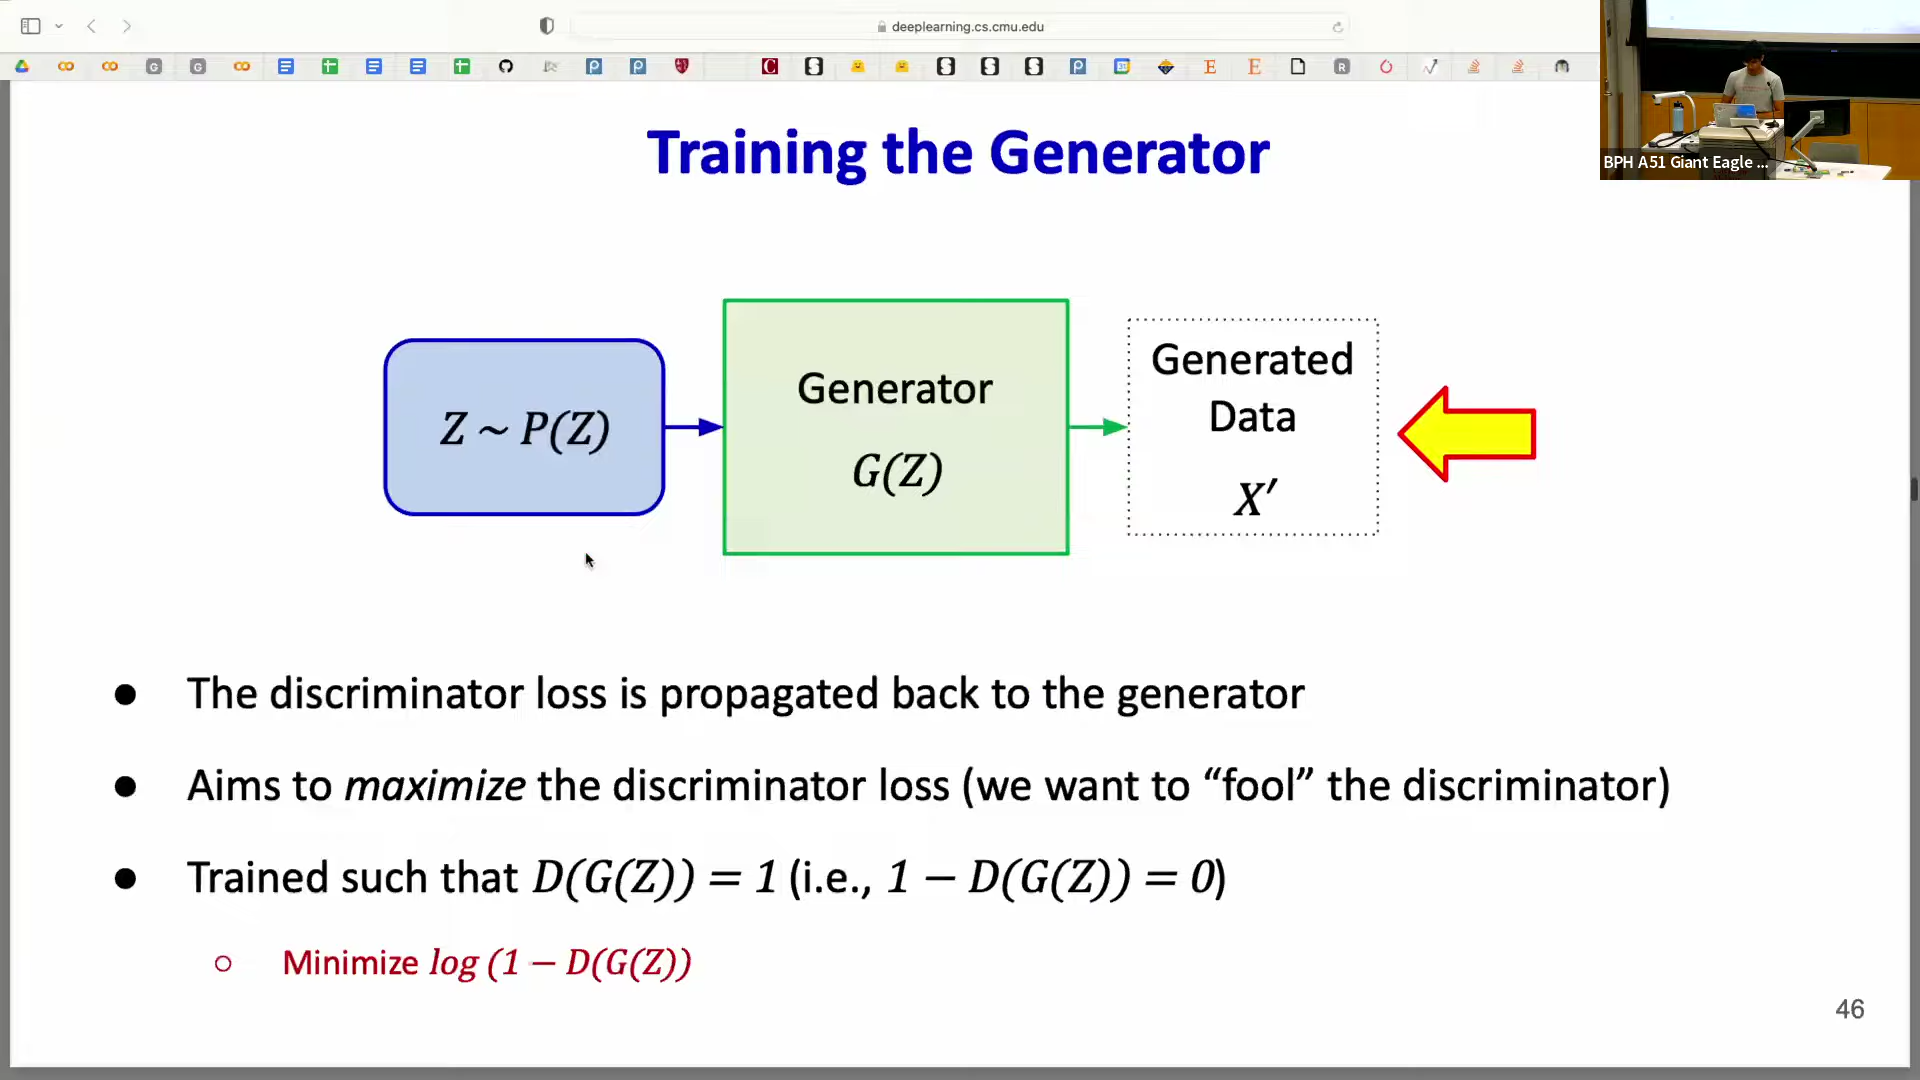 deeplearning.cs.cmu.edu
BPH A51 Giant Eagle ...
Training the Generator
Z ~ P(Z)
Generator
G(Z)
Generated
Data
X′
● The discriminator loss is propagated back to the generator
● Aims to maximize the discriminator loss (we want to “fool” the discriminator)
● Trained such that D(G(Z)) = 1 (i.e., 1 − D(G(Z)) = 0)
○ Minimize log (1 − D(G(Z))
46